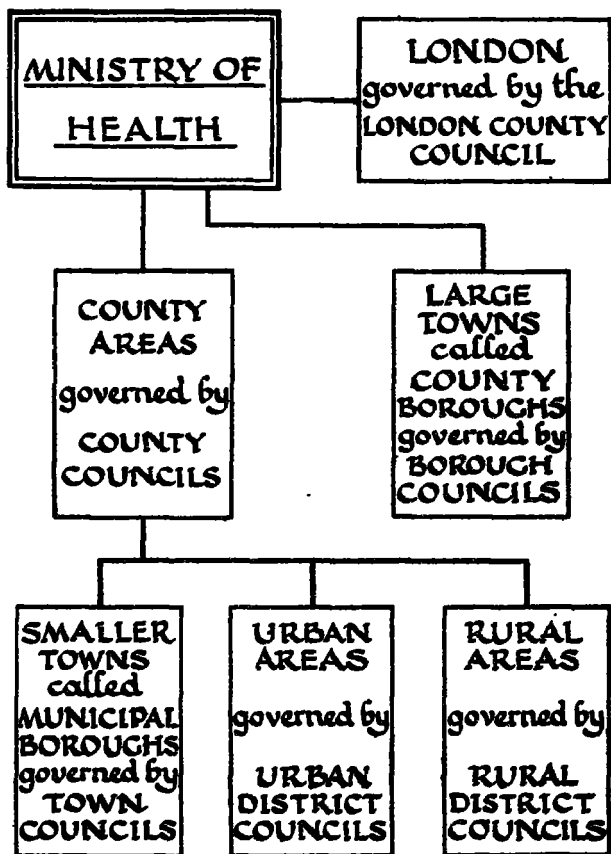 MINISTRY OF
HEALTH
LONDON
governed by the
LONDON COUNTY
COUNCIL
COUNTY
AREAS
governed by
COUNTY
COUNCILS
LARGE
TOWNS
called
COUNTY
BOROUGHS
governed by
BOROUGH
COUNCILS
SMALLER
TOWNS
called
MUNICIPAL
BOROUGHS
governed by
TOWN
COUNCILS
URBAN
AREAS
governed by
URBAN
DISTRICT
COUNCILS
RURAL
AREAS
governed by
RURAL
DISTRICT
COUNCILS